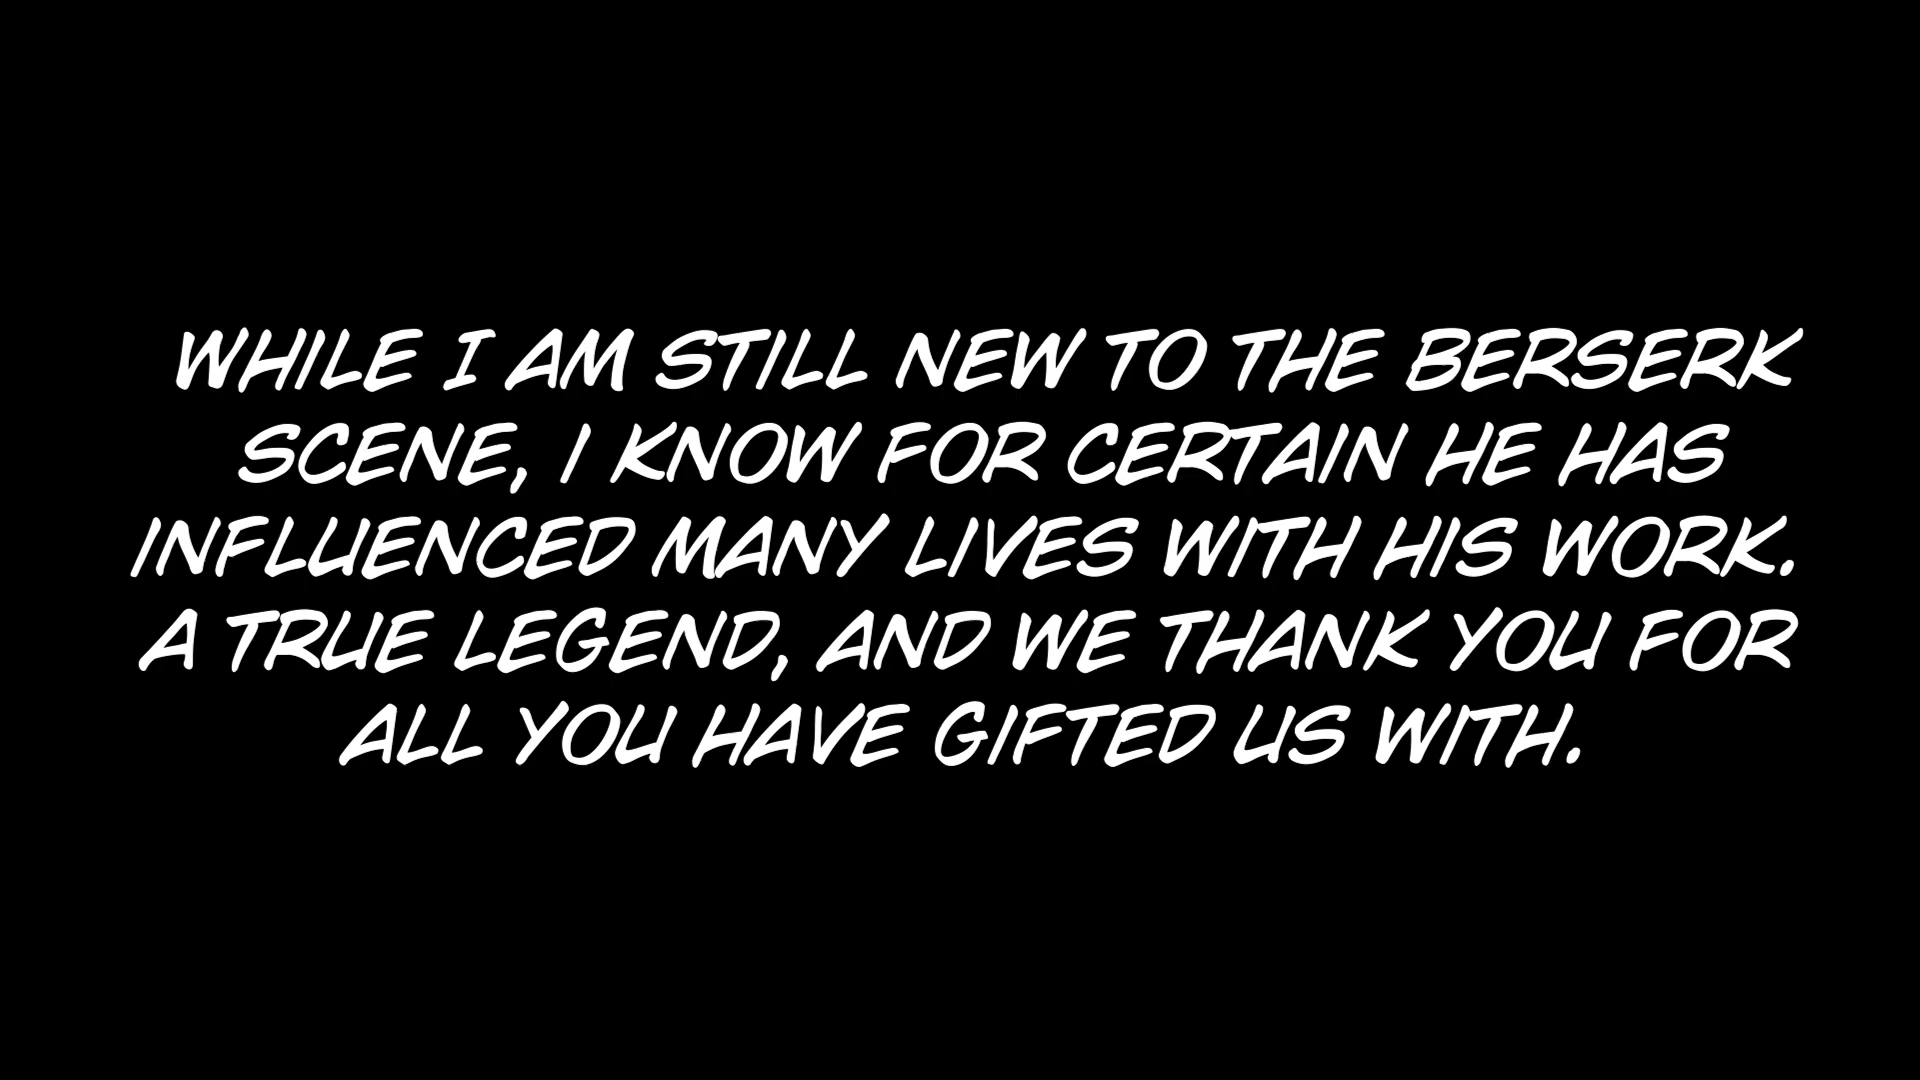 WHILE I AM STILL NEW TO THE BERSERK
SCENE, I KNOW FOR CERTAIN HE HAS
INFLUENCED MANY LIVES WITH HIS WORK.
A TRUE LEGEND, AND WE THANK YOU FOR
ALL YOU HAVE GIFTED US WITH.